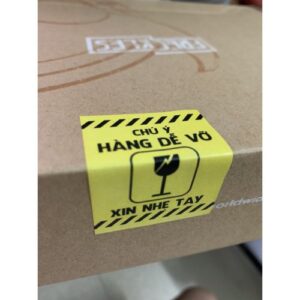 CHÚ Ý
HÀNG DỄ VỠ
XIN NHẸ TAY